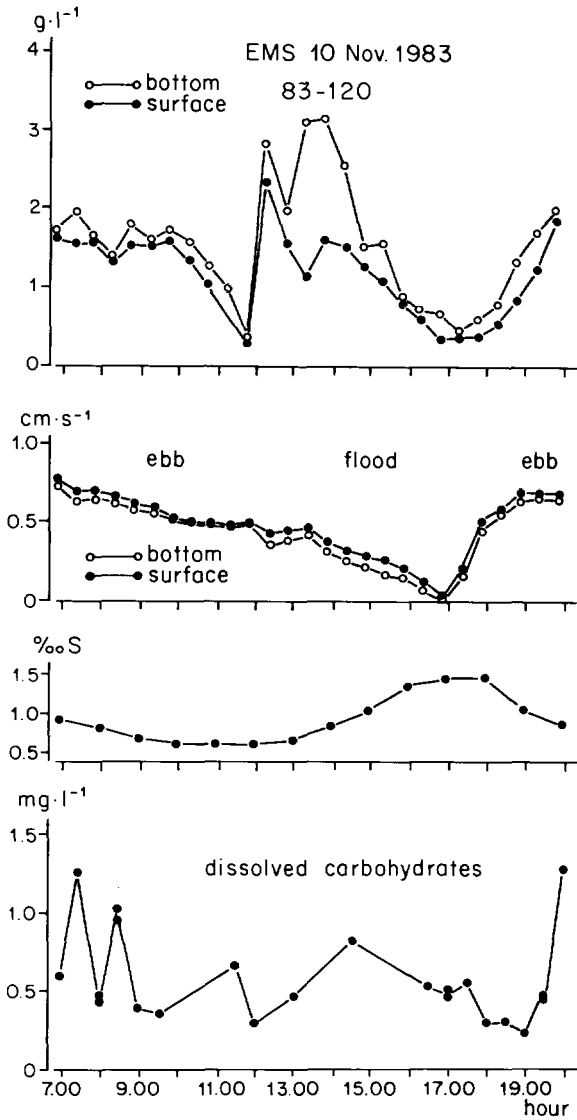 g·l⁻¹
EMS 10 Nov. 1983
83-120
bottom
surface
4
3
2
1
0
cm·s⁻¹
ebb flood ebb
bottom
surface
1.0
0.5
0
‰S
1.5
1.0
0.5
mg·l⁻¹
dissolved carbohydrates
1.5
1.0
0.5
0
7.00 9.00 11.00 13.00 15.00 17.00 19.00
hour